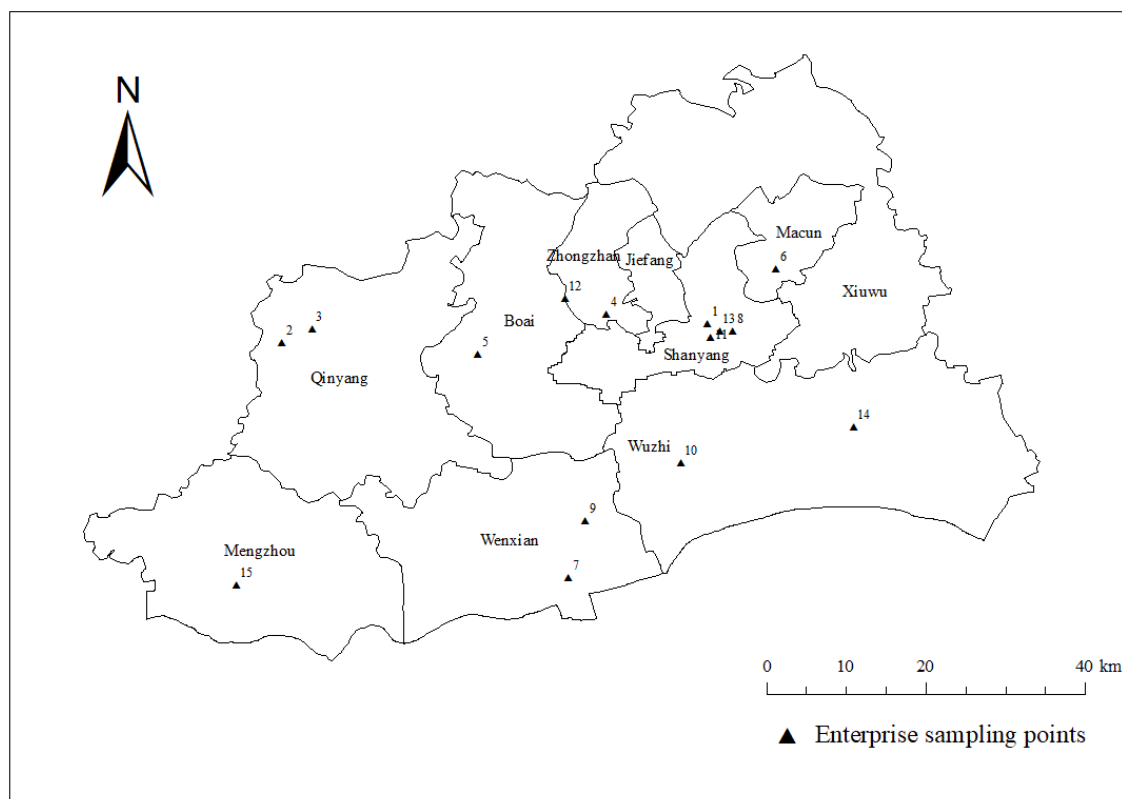 N
Macun
6
Zhongzhan
Jiefang
Xiuwu
12
4
1
13
8
11
Boai
3
2
5
Shanyang
Qinyang
14
Wuzhi
10
9
Wenxian
Mengzhou
7
15
0 10 20 40 km
Enterprise sampling points